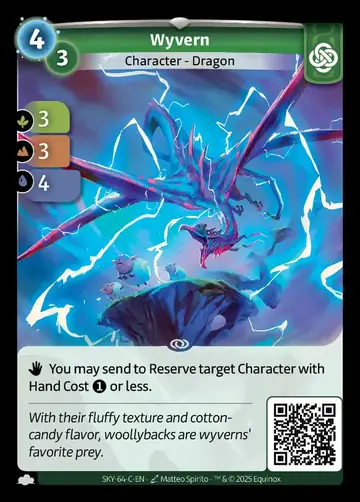 4
Wyvern
3
Character - Dragon
3
3
4
You may send to Reserve target Character with
Hand Cost 1 or less.
With their fluffy texture and cotton-
candy flavor, woollybacks are wyverns'
favorite prey.
SKY-64-C-EN - Matteo Spirito - ™ & © 2025 Equinox